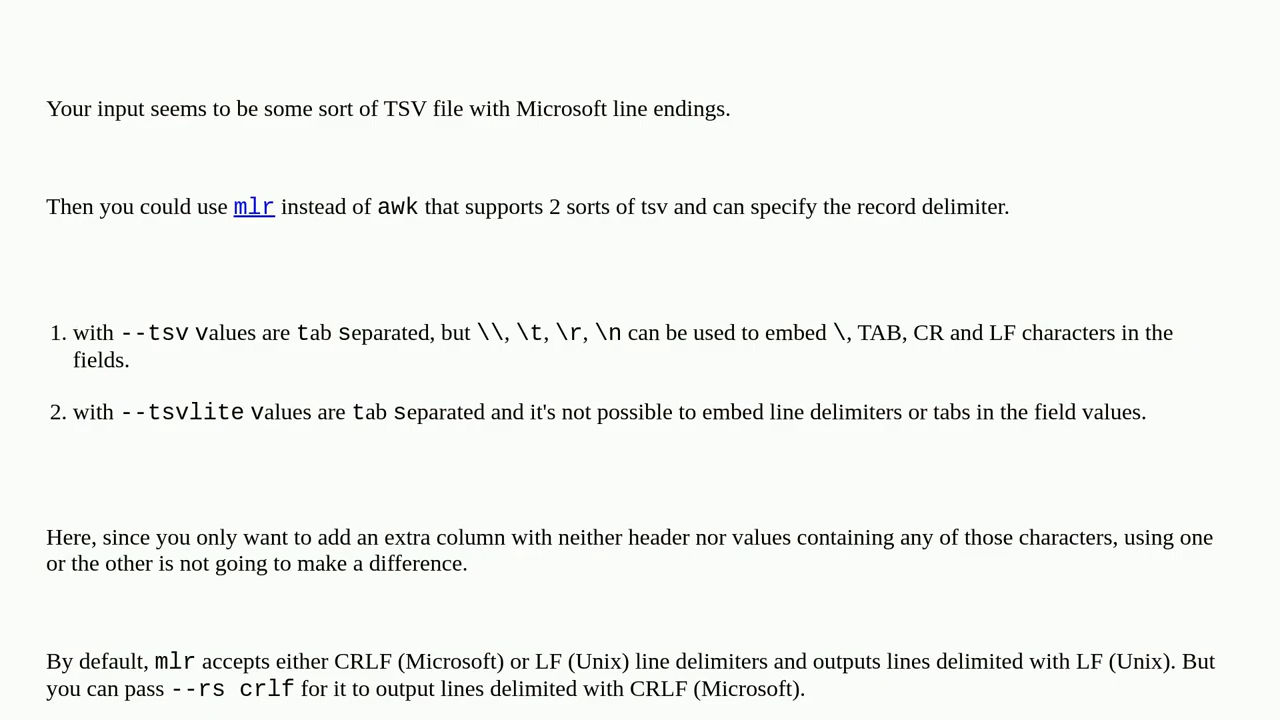 Your input seems to be some sort of TSV file with Microsoft line endings.
Then you could use mlr instead of awk that supports 2 sorts of tsv and can specify the record delimiter.
1. with --tsv values are tab separated, but \\, \t, \r, \n can be used to embed \, TAB, CR and LF characters in the
fields.
2. with --tsvlite values are tab separated and it's not possible to embed line delimiters or tabs in the field values.
Here, since you only want to add an extra column with neither header nor values containing any of those characters, using one
or the other is not going to make a difference.
By default, mlr accepts either CRLF (Microsoft) or LF (Unix) line delimiters and outputs lines delimited with LF (Unix). But
you can pass --rs crlf for it to output lines delimited with CRLF (Microsoft).